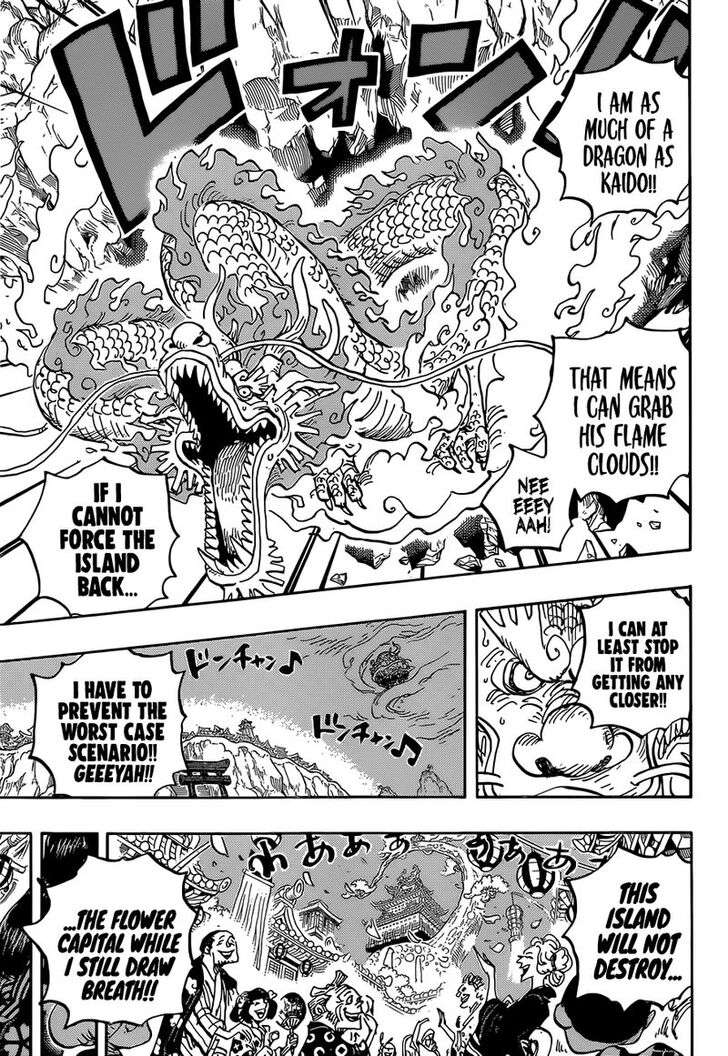 ドォン
I AM AS
MUCH OF A
DRAGON AS
KAIDO!!
THAT MEANS
I CAN GRAB
HIS FLAME
CLOUDS!!
NEE
EEEY
AAH!
IF I
CANNOT
FORCE THE
ISLAND
BACK...
I CAN AT
LEAST STOP
IT FROM
GETTING ANY
CLOSER!!
ドンチャン♪
ドンチャン♪
I HAVE TO
PREVENT THE
WORST CASE
SCENARIO!!
GEEEYAH!!
THIS
ISLAND
WILL NOT
DESTROY...
...THE FLOWER
CAPITAL WHILE
I STILL DRAW
BREATH!!